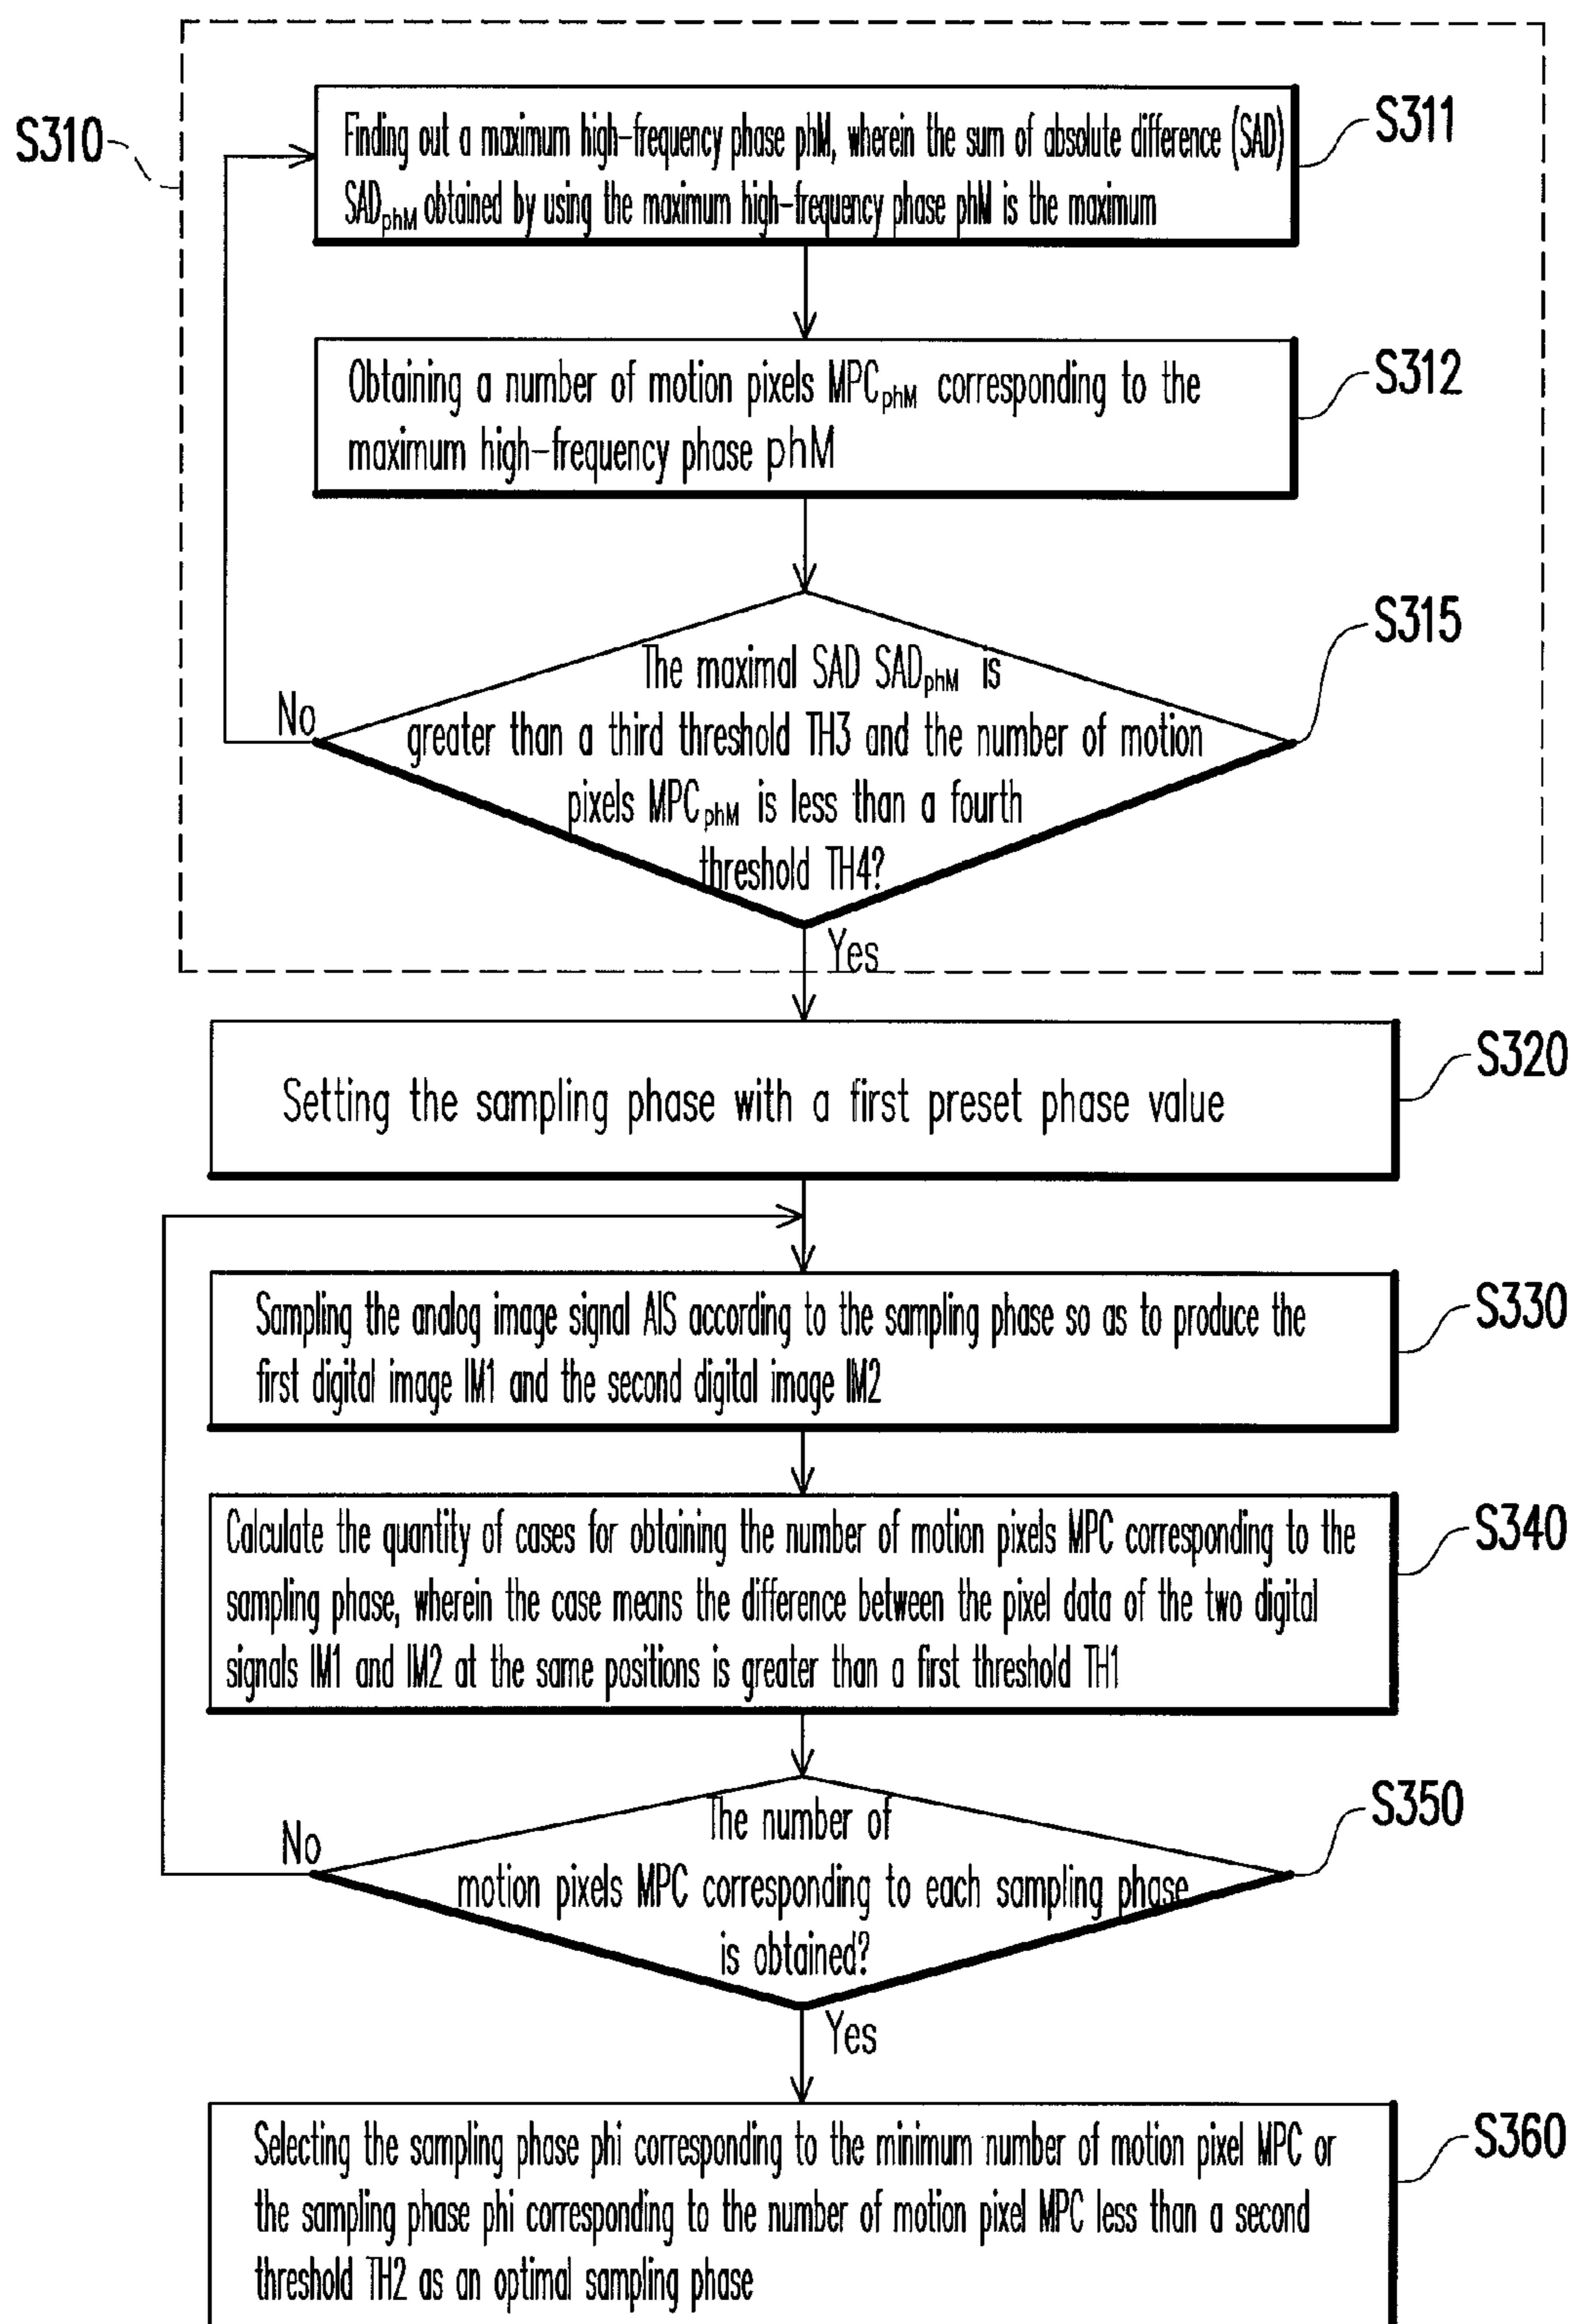 S310
S311
Finding out a maximum high-frequency phase phM, wherein the sum of absolute difference (SAD)
SADphM obtained by using the maximum high-frequency phase phM is the maximum
S312
Obtaining a number of motion pixels MPCphM corresponding to the
maximum high-frequency phase phM
S315
The maximal SAD SADphM is
greater than a third threshold TH3 and the number of motion
pixels MPCphM is less than a fourth
threshold TH4?
No
Yes
S320
Setting the sampling phase with a first preset phase value
S330
Sampling the analog image signal AIS according to the sampling phase so as to produce the
first digital image IM1 and the second digital image IM2
S340
Calculate the quantity of cases for obtaining the number of motion pixels MPC corresponding to the
sampling phase, wherein the case means the difference between the pixel data of the two digital
signals IM1 and IM2 at the same positions is greater than a first threshold TH1
S350
The number of
motion pixels MPC corresponding to each sampling phase
is obtained?
No
Yes
S360
Selecting the sampling phase phi corresponding to the minimum number of motion pixel MPC or
the sampling phase phi corresponding to the number of motion pixel MPC less than a second
threshold TH2 as an optimal sampling phase